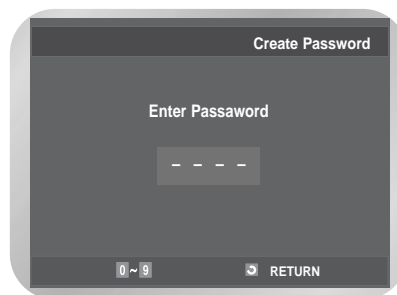 Create Password
Enter Passaword
– – – –
0 ~ 9 RETURN